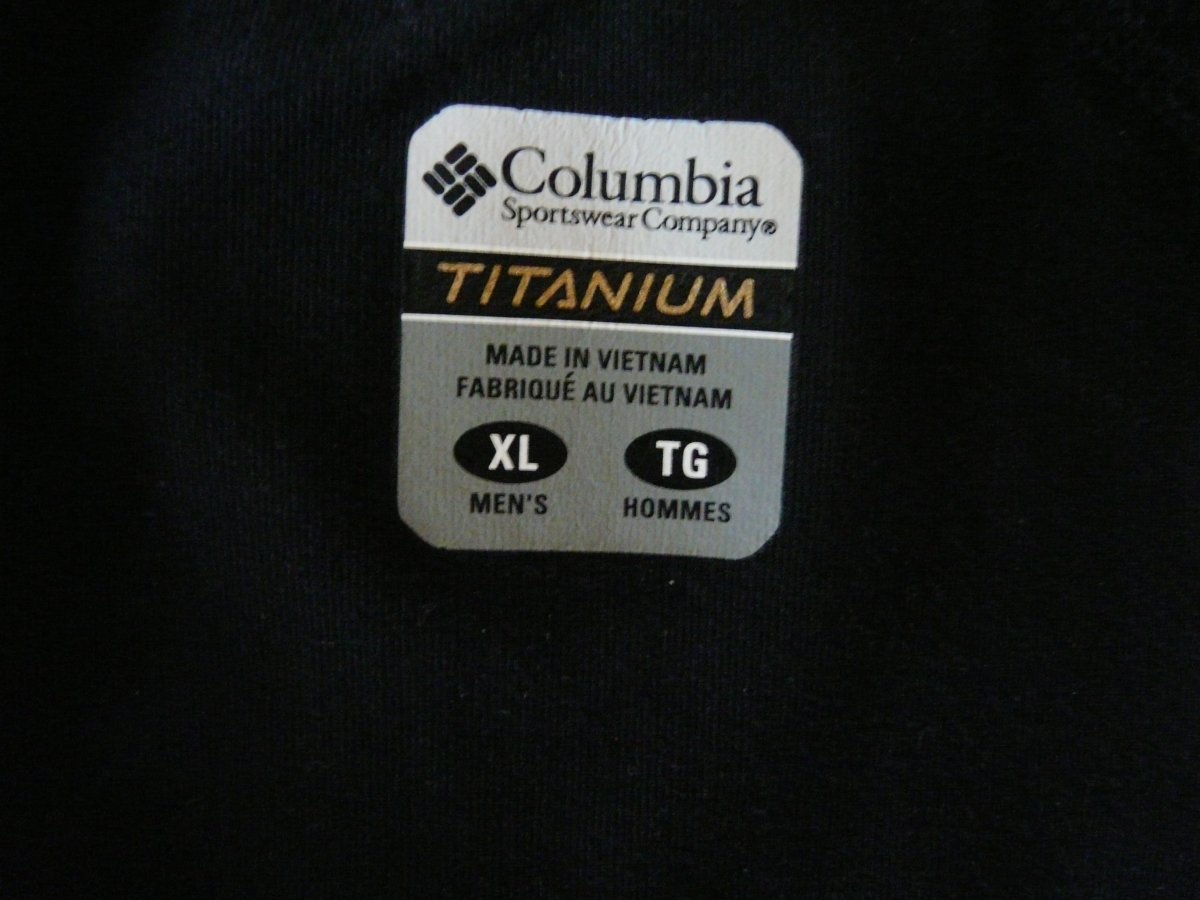 Columbia
Sportswear Company®
TITANIUM
MADE IN VIETNAM
FABRIQUÉ AU VIETNAM
XL TG
MEN'S HOMMES